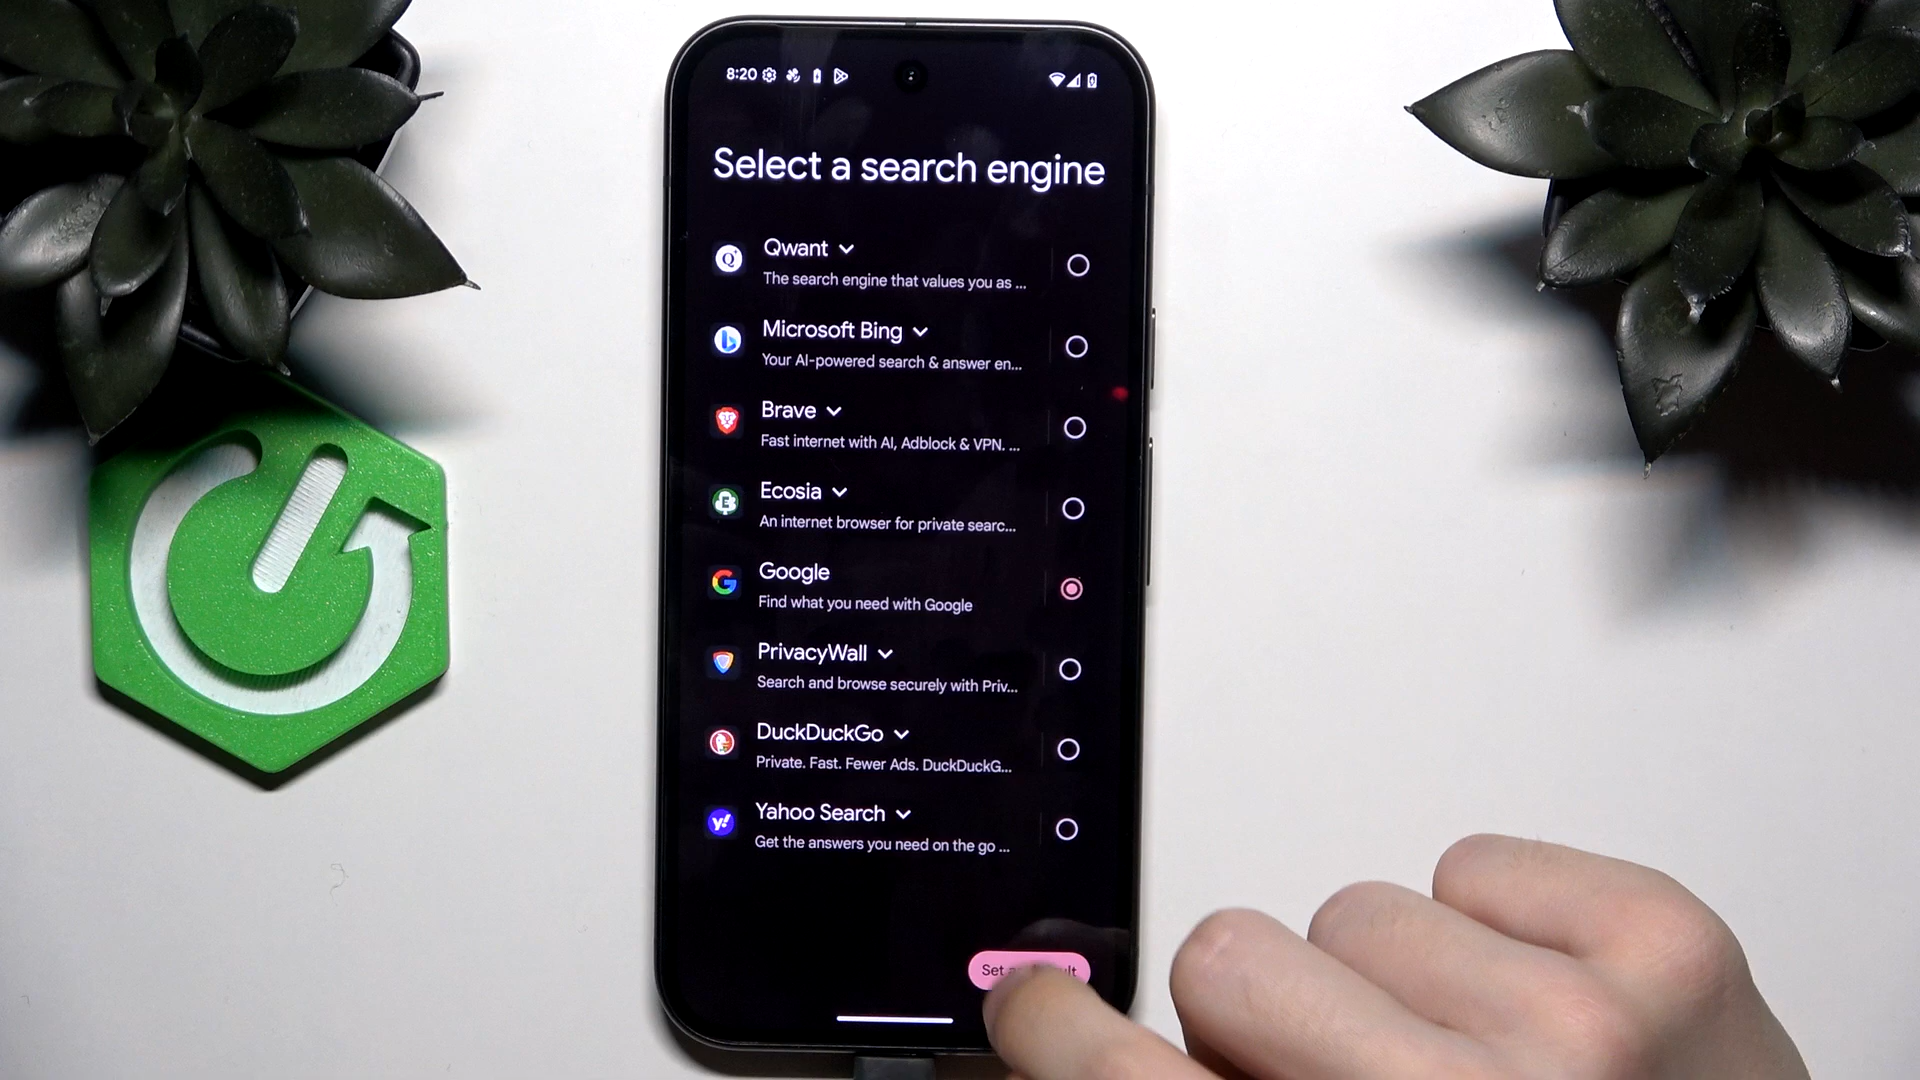 8:20
Select a search engine
Qwant
The search engine that values you as ...
Microsoft Bing
Your AI-powered search & answer en...
Brave
Fast internet with AI, Adblock & VPN. ...
Ecosia
An internet browser for private searc...
Google
Find what you need with Google
PrivacyWall
Search and browse securely with Priv...
DuckDuckGo
Private. Fast. Fewer Ads. DuckDuckG...
Yahoo Search
Get the answers you need on the go ...
Set